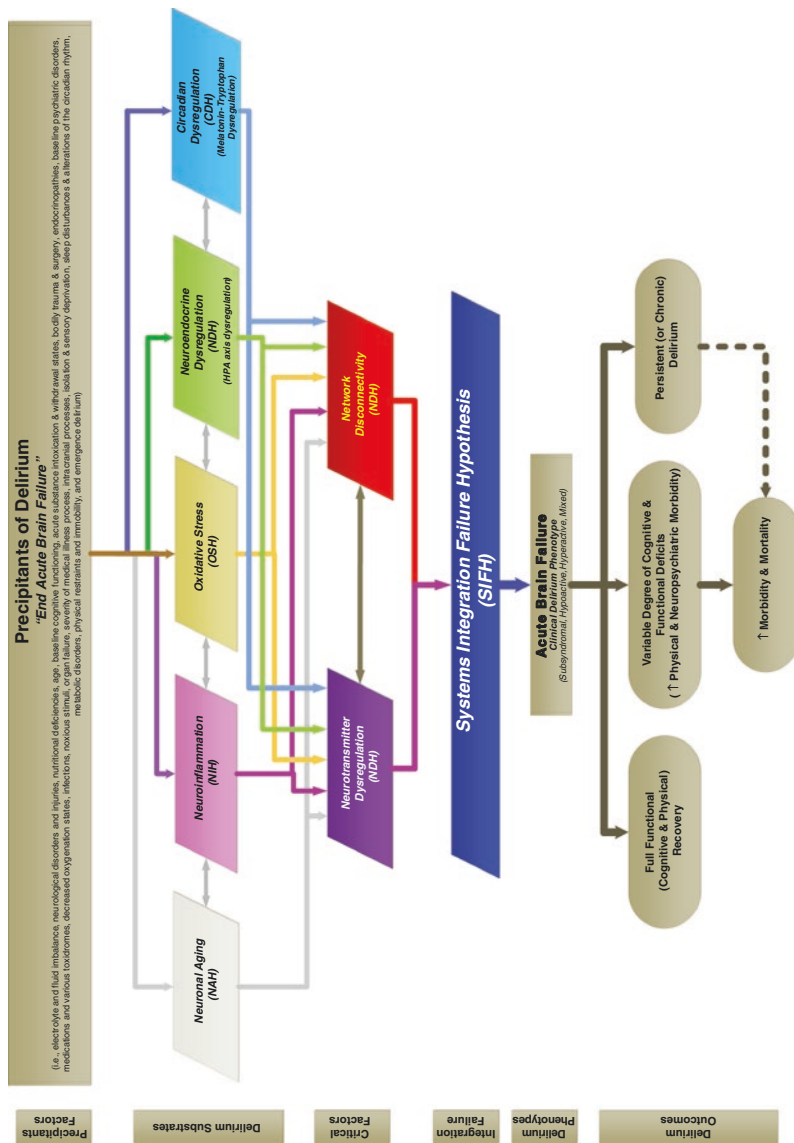 Precipitants of Delirium
“End Acute Brain Failure”
(i.e., electrolyte and fluid imbalance, neurological disorders and injuries, nutritional deficiencies, age, baseline cognitive functioning, acute substance intoxication & withdrawal states, bodily trauma & surgery, endocrinopathies, baseline psychiatric disorders,
medications and various toxidromes, decreased oxygenation states, infections, noxious stimuli, organ failure, severity of medical illness process, intracranial processes, isolation & sensory deprivation, sleep disturbances & alterations of the circadian rhythm,
metabolic disorders, physical restraints and immobility, and emergence delirium)
Precipitants
Factors
Neuronal Aging
(NAH)
Neuroinflammation
(NIH)
Oxidative Stress
(OSH)
Neuroendocrine
Dysregulation
(NDH)
(HPA axis dysregulation)
Circadian
Dysregulation
(CDH)
(Melatonin-Tryptophan
Dysregulation)
Delirium Substrates
Neurotransmitter
Dysregulation
(NDH)
Network
Disconnectivity
(NDH)
Critical
Factors
Systems Integration Failure Hypothesis
(SIFH)
Integration
Failure
Acute Brain Failure
Clinical Delirium Phenotype
(Subsyndromal, Hypoactive, Hyperactive, Mixed)
Delirium
Phenotypes
Full Functional
(Cognitive & Physical)
Recovery
Variable Degree of Cognitive &
Functional Deficits
(↑ Physical & Neuropsychiatric Morbidity)
Persistent (or Chronic)
Delirium
↑ Morbidity & Mortality
Delirium
Outcomes